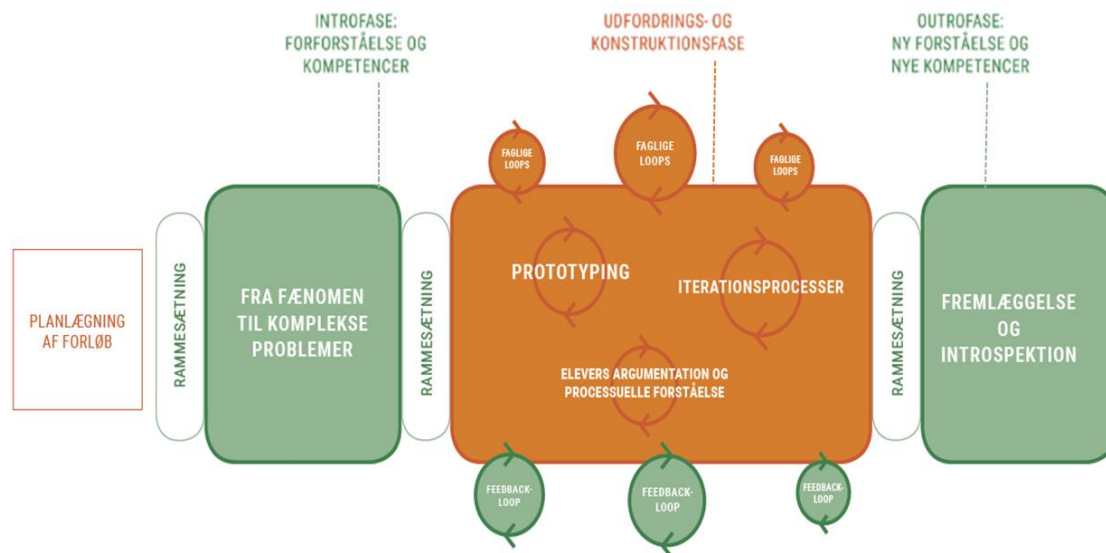 INTROFASE:
FORFORSTÅELSE OG
KOMPETENCER
UDFORDRINGS- OG
KONSTRUKTIONSFASE
OUTROFASE:
NY FORSTÅELSE OG
NYE KOMPETENCER
FAGLIGE
LOOPS
FAGLIGE
LOOPS
FAGLIGE
LOOPS
PLANLÆGNING
AF FORLØB
RAMMESÆTNING
FRA FÆNOMEN
TIL KOMPLEKSE
PROBLEMER
RAMMESÆTNING
PROTOTYPING
ITERATIONSPROCESSER
ELEVERS ARGUMENTATION OG
PROCESSUELLE FORSTÅELSE
RAMMESÆTNING
FREMLÆGGELSE
OG
INTROSPEKTION
FEEDBACK-
LOOP
FEEDBACK-
LOOP
FEEDBACK-
LOOP